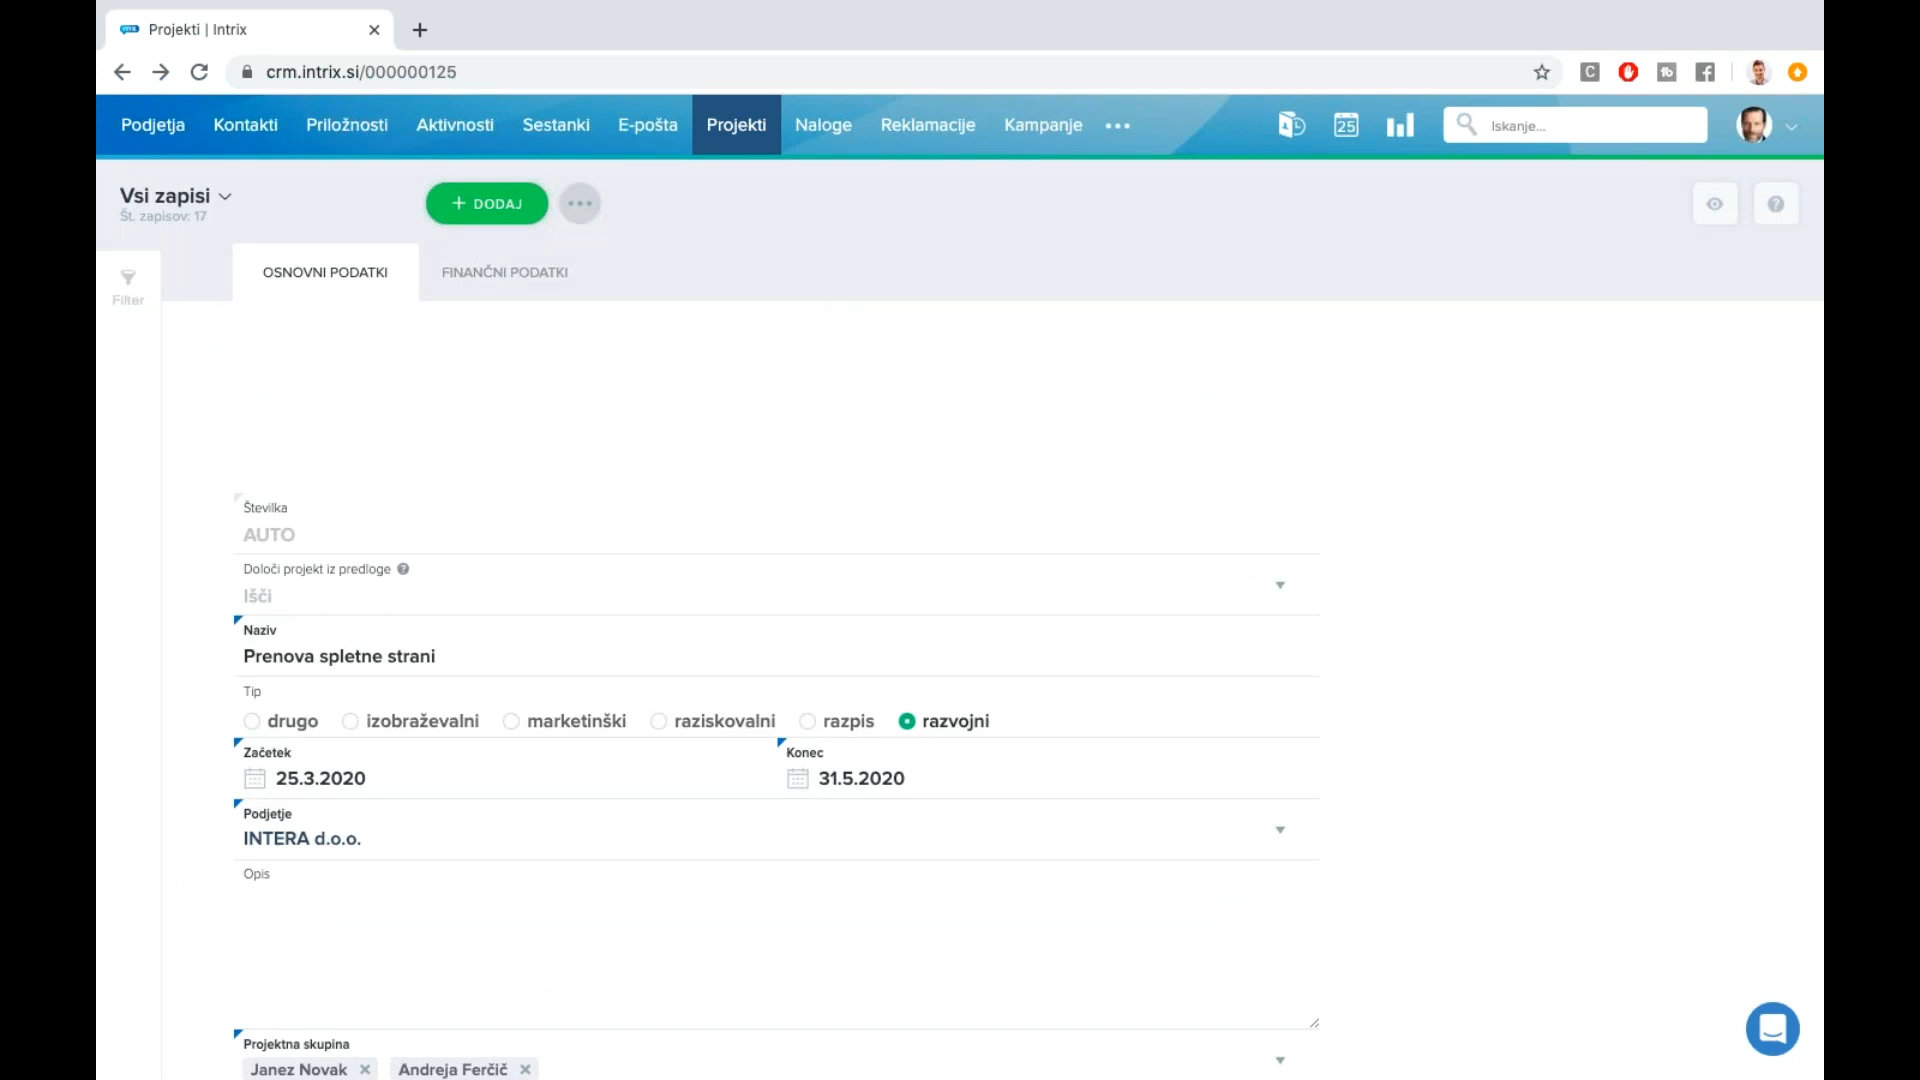 Projekti | Intrix
crm.intrix.si/000000125
Podjetja Kontakti Priložnosti Aktivnosti Sestanki E-pošta Projekti Naloge Reklamacije Kampanje 25 Iskanje...
Vsi zapisi
Št. zapisov: 17
+ DODAJ
OSNOVNI PODATKI FINANČNI PODATKI
Filter
Številka
AUTO
Določi projekt iz predloge ?
Išči
Naziv
Prenova spletne strani
Tip
drugo izobraževalni marketinški raziskovalni razpis razvojni
Začetek Konec
25.3.2020 31.5.2020
Podjetje
INTERA d.o.o.
Opis
Projektna skupina
Janez Novak × Andreja Ferčič ×